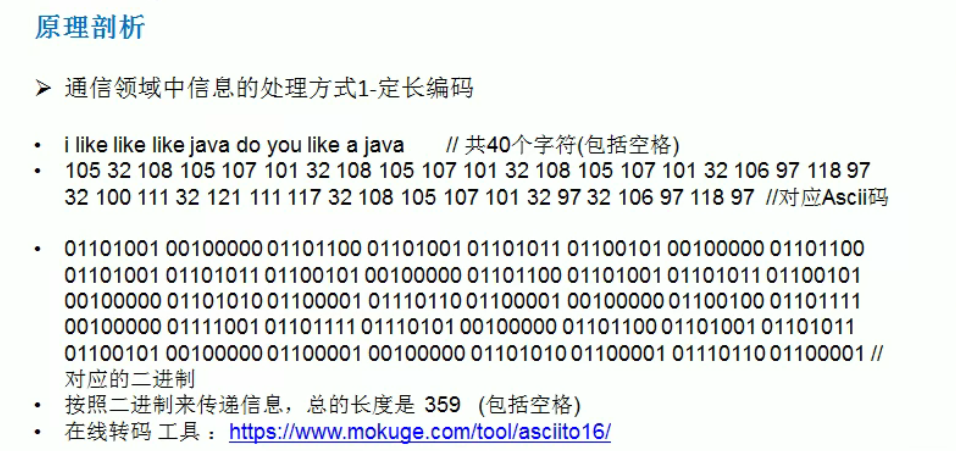 原理剖析
➢ 通信领域中信息的处理方式1-定长编码
• i like like like java do you like a java // 共40个字符(包括空格)
• 105 32 108 105 107 101 32 108 105 107 101 32 108 105 107 101 32 106 97 118 97
32 100 111 32 121 111 117 32 108 105 107 101 32 97 32 106 97 118 97 //对应Ascii码
• 01101001 00100000 01101100 01101001 01101011 01100101 00100000 01101100
01101001 01101011 01100101 00100000 01101100 01101001 01101011 01100101
00100000 01101010 01100001 01110110 01100001 00100000 01100100 01101111
00100000 01111001 01101111 01110101 00100000 01101100 01101001 01101011
01100101 00100000 01100001 00100000 01101010 01100001 01110110 01100001 //
对应的二进制
• 按照二进制来传递信息，总的长度是 359 (包括空格)
• 在线转码 工具 ：https://www.mokuge.com/tool/asciito16/